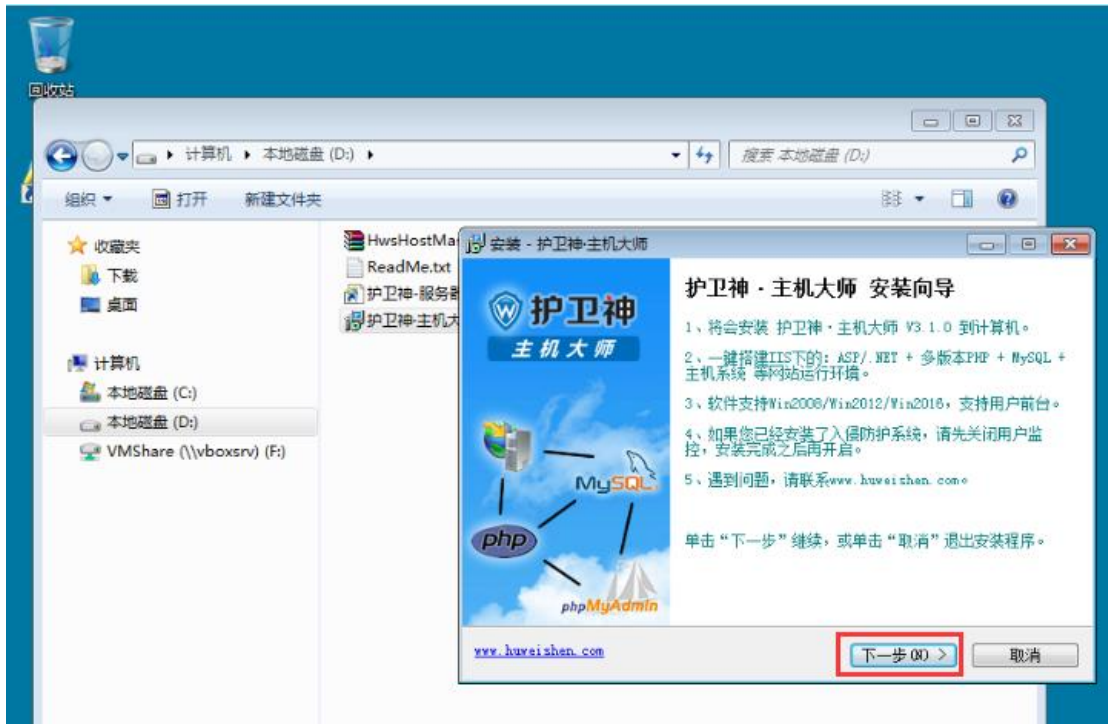 回收站
计算机 本地磁盘 (D:)
搜索 本地磁盘 (D:)
组织 打开 新建文件夹
收藏夹
下载
桌面
计算机
本地磁盘 (C:)
本地磁盘 (D:)
VMShare (\\vboxsrv) (F:)
HwsHostMa
ReadMe.txt
护卫神-服务器
护卫神·主机大
安装 - 护卫神·主机大师
护卫神
主机大师
MySQL
php
phpMyAdmin
护卫神 · 主机大师 安装向导
1、将会安装 护卫神·主机大师 V3.1.0 到计算机。
2、一键搭建IIS下的: ASP/.NET + 多版本PHP + MySQL +
主机系统 等网站运行环境。
3、软件支持Win2008/Win2012/Win2016，支持用户前台。
4、如果您已经安装了入侵防护系统，请先关闭用户监
控，安装完成之后再开启。
5、遇到问题，请联系www.huweishen.com。
单击“下一步”继续，或单击“取消”退出安装程序。
www.huweishen.com
下一步(N) >
取消